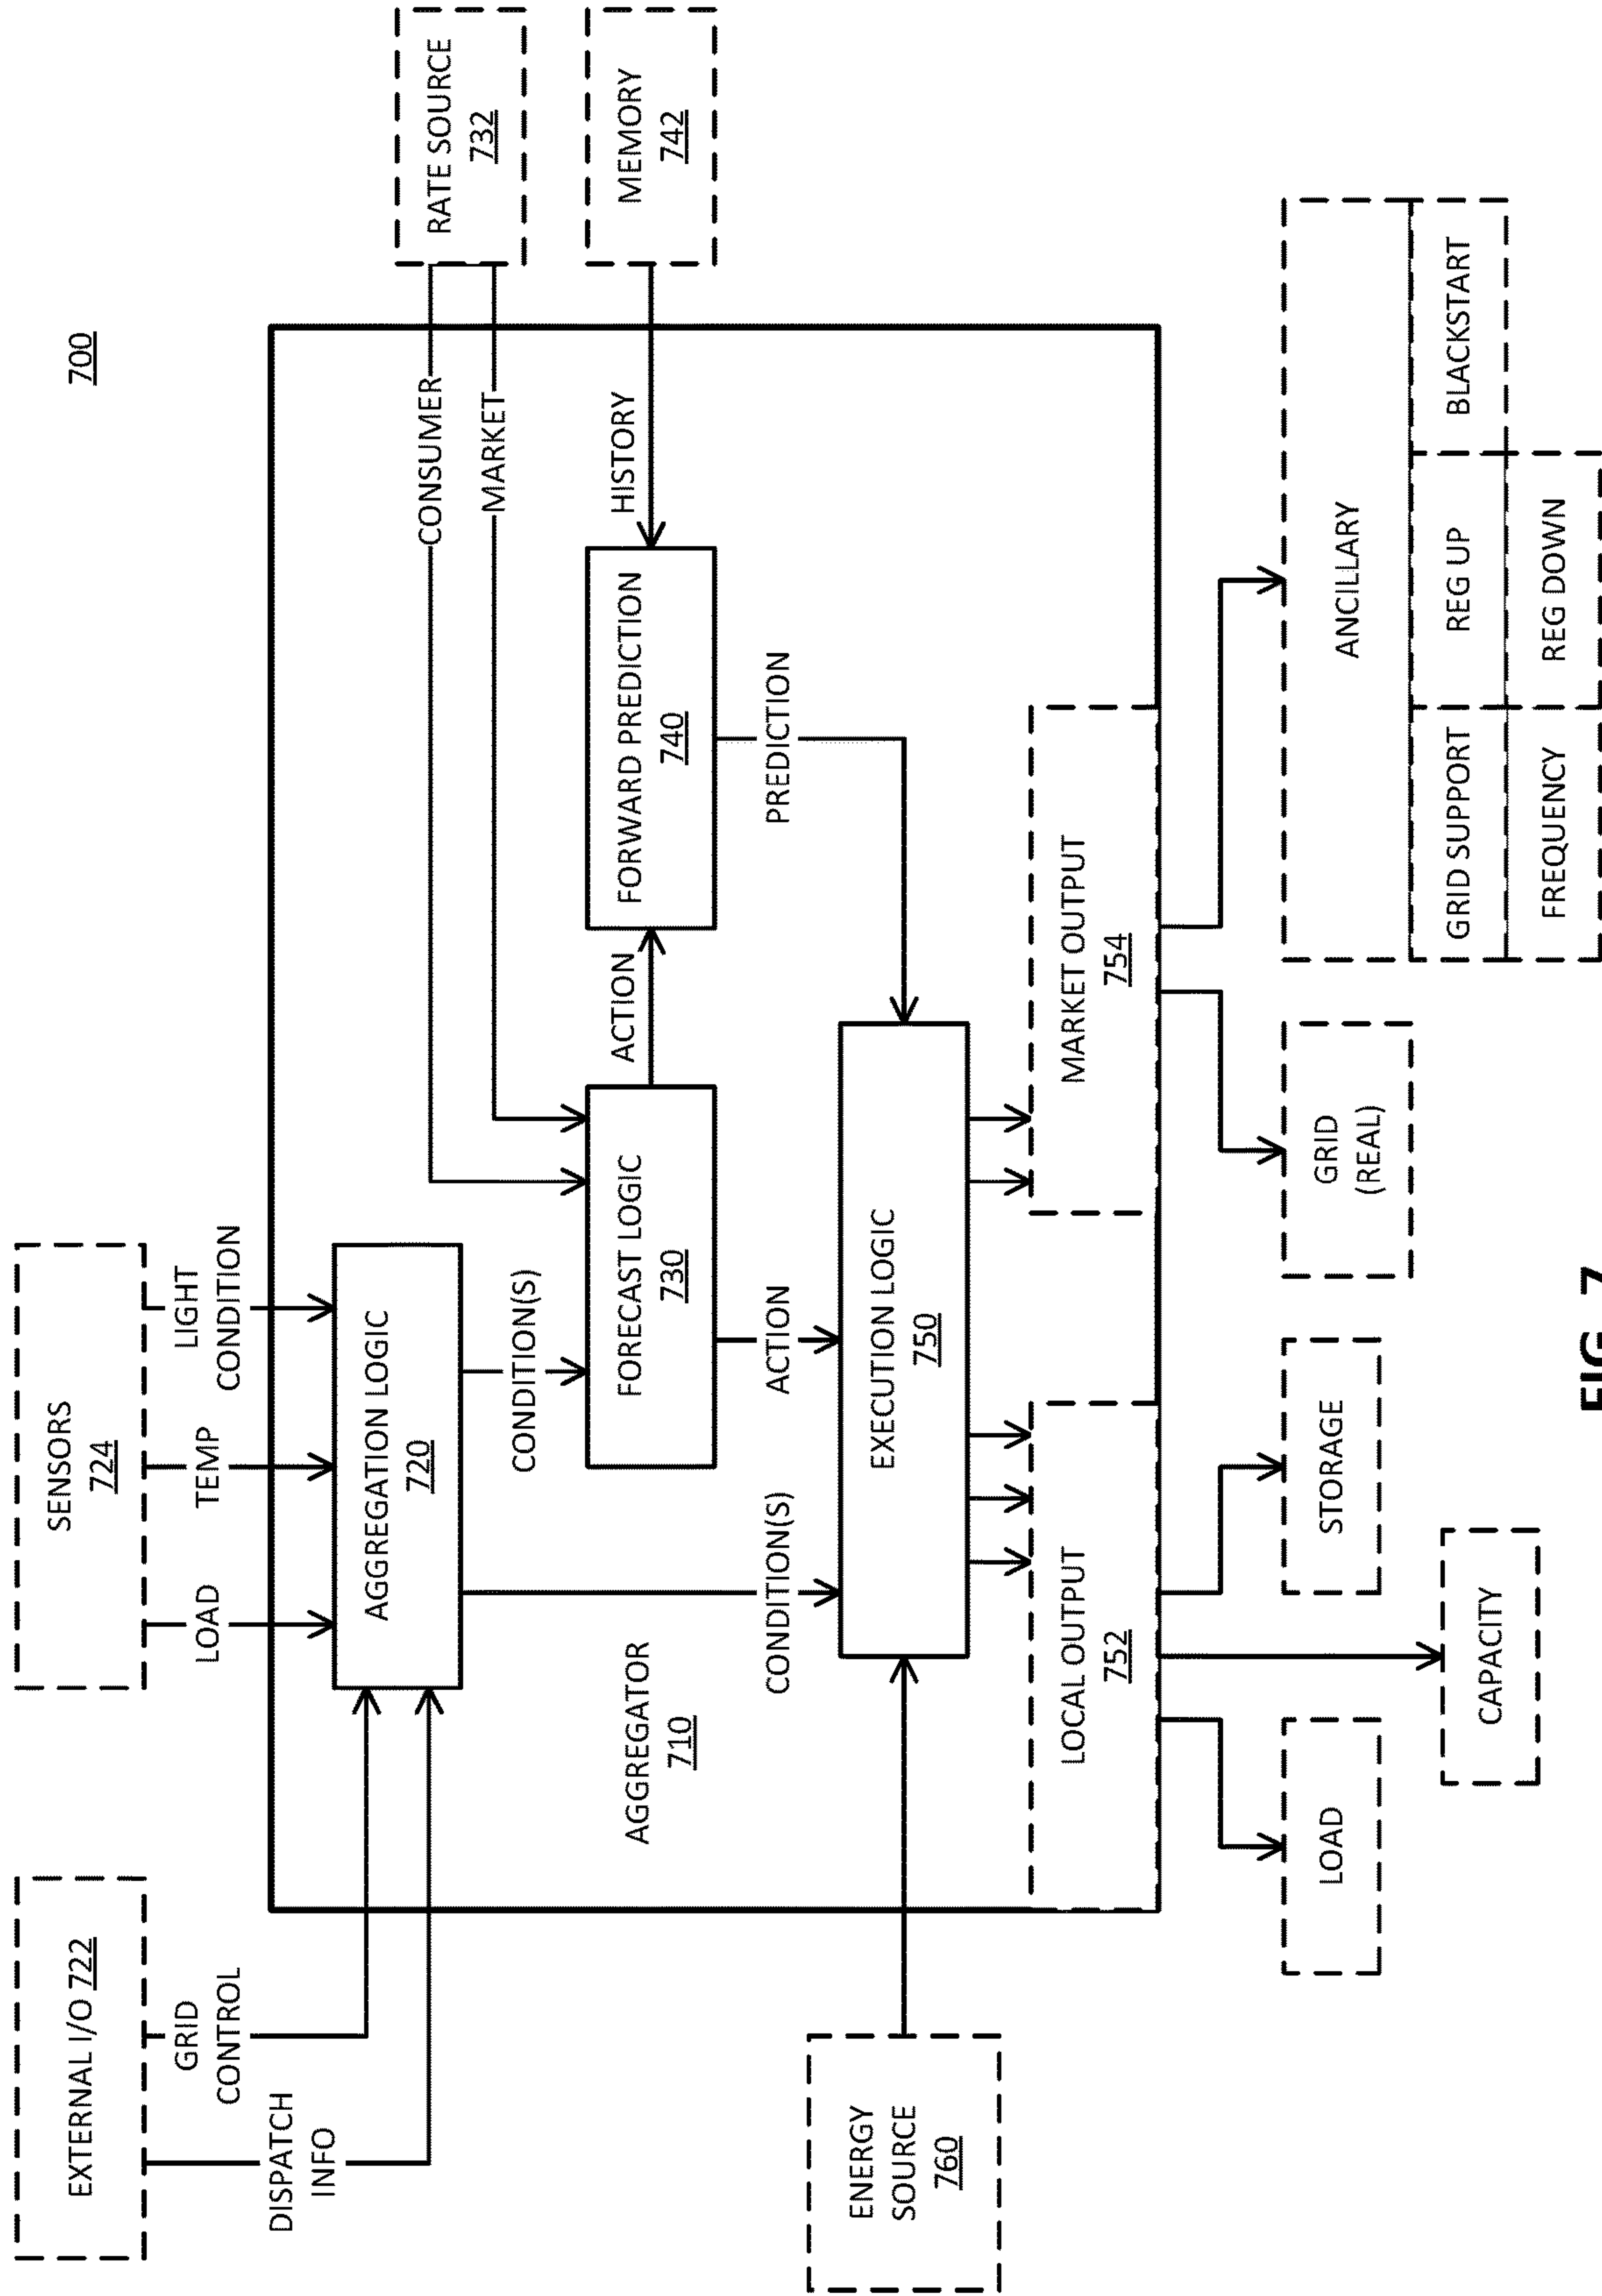 700
EXTERNAL I/O 722
SENSORS
724
GRID
CONTROL
DISPATCH
INFO
LOAD
TEMP
LIGHT
CONDITION
RATE SOURCE
732
CONSUMER
MARKET
MEMORY
742
HISTORY
AGGREGATION LOGIC
720
CONDITION(S)
FORECAST LOGIC
730
ACTION
FORWARD PREDICTION
740
AGGREGATOR
710
CONDITION(S)
ACTION
PREDICTION
ENERGY
SOURCE
760
EXECUTION LOGIC
750
LOCAL OUTPUT
752
MARKET OUTPUT
754
LOAD
STORAGE
CAPACITY
GRID
(REAL)
ANCILLARY
GRID SUPPORT
REG UP
BLACKSTART
FREQUENCY
REG DOWN
FIG. 7